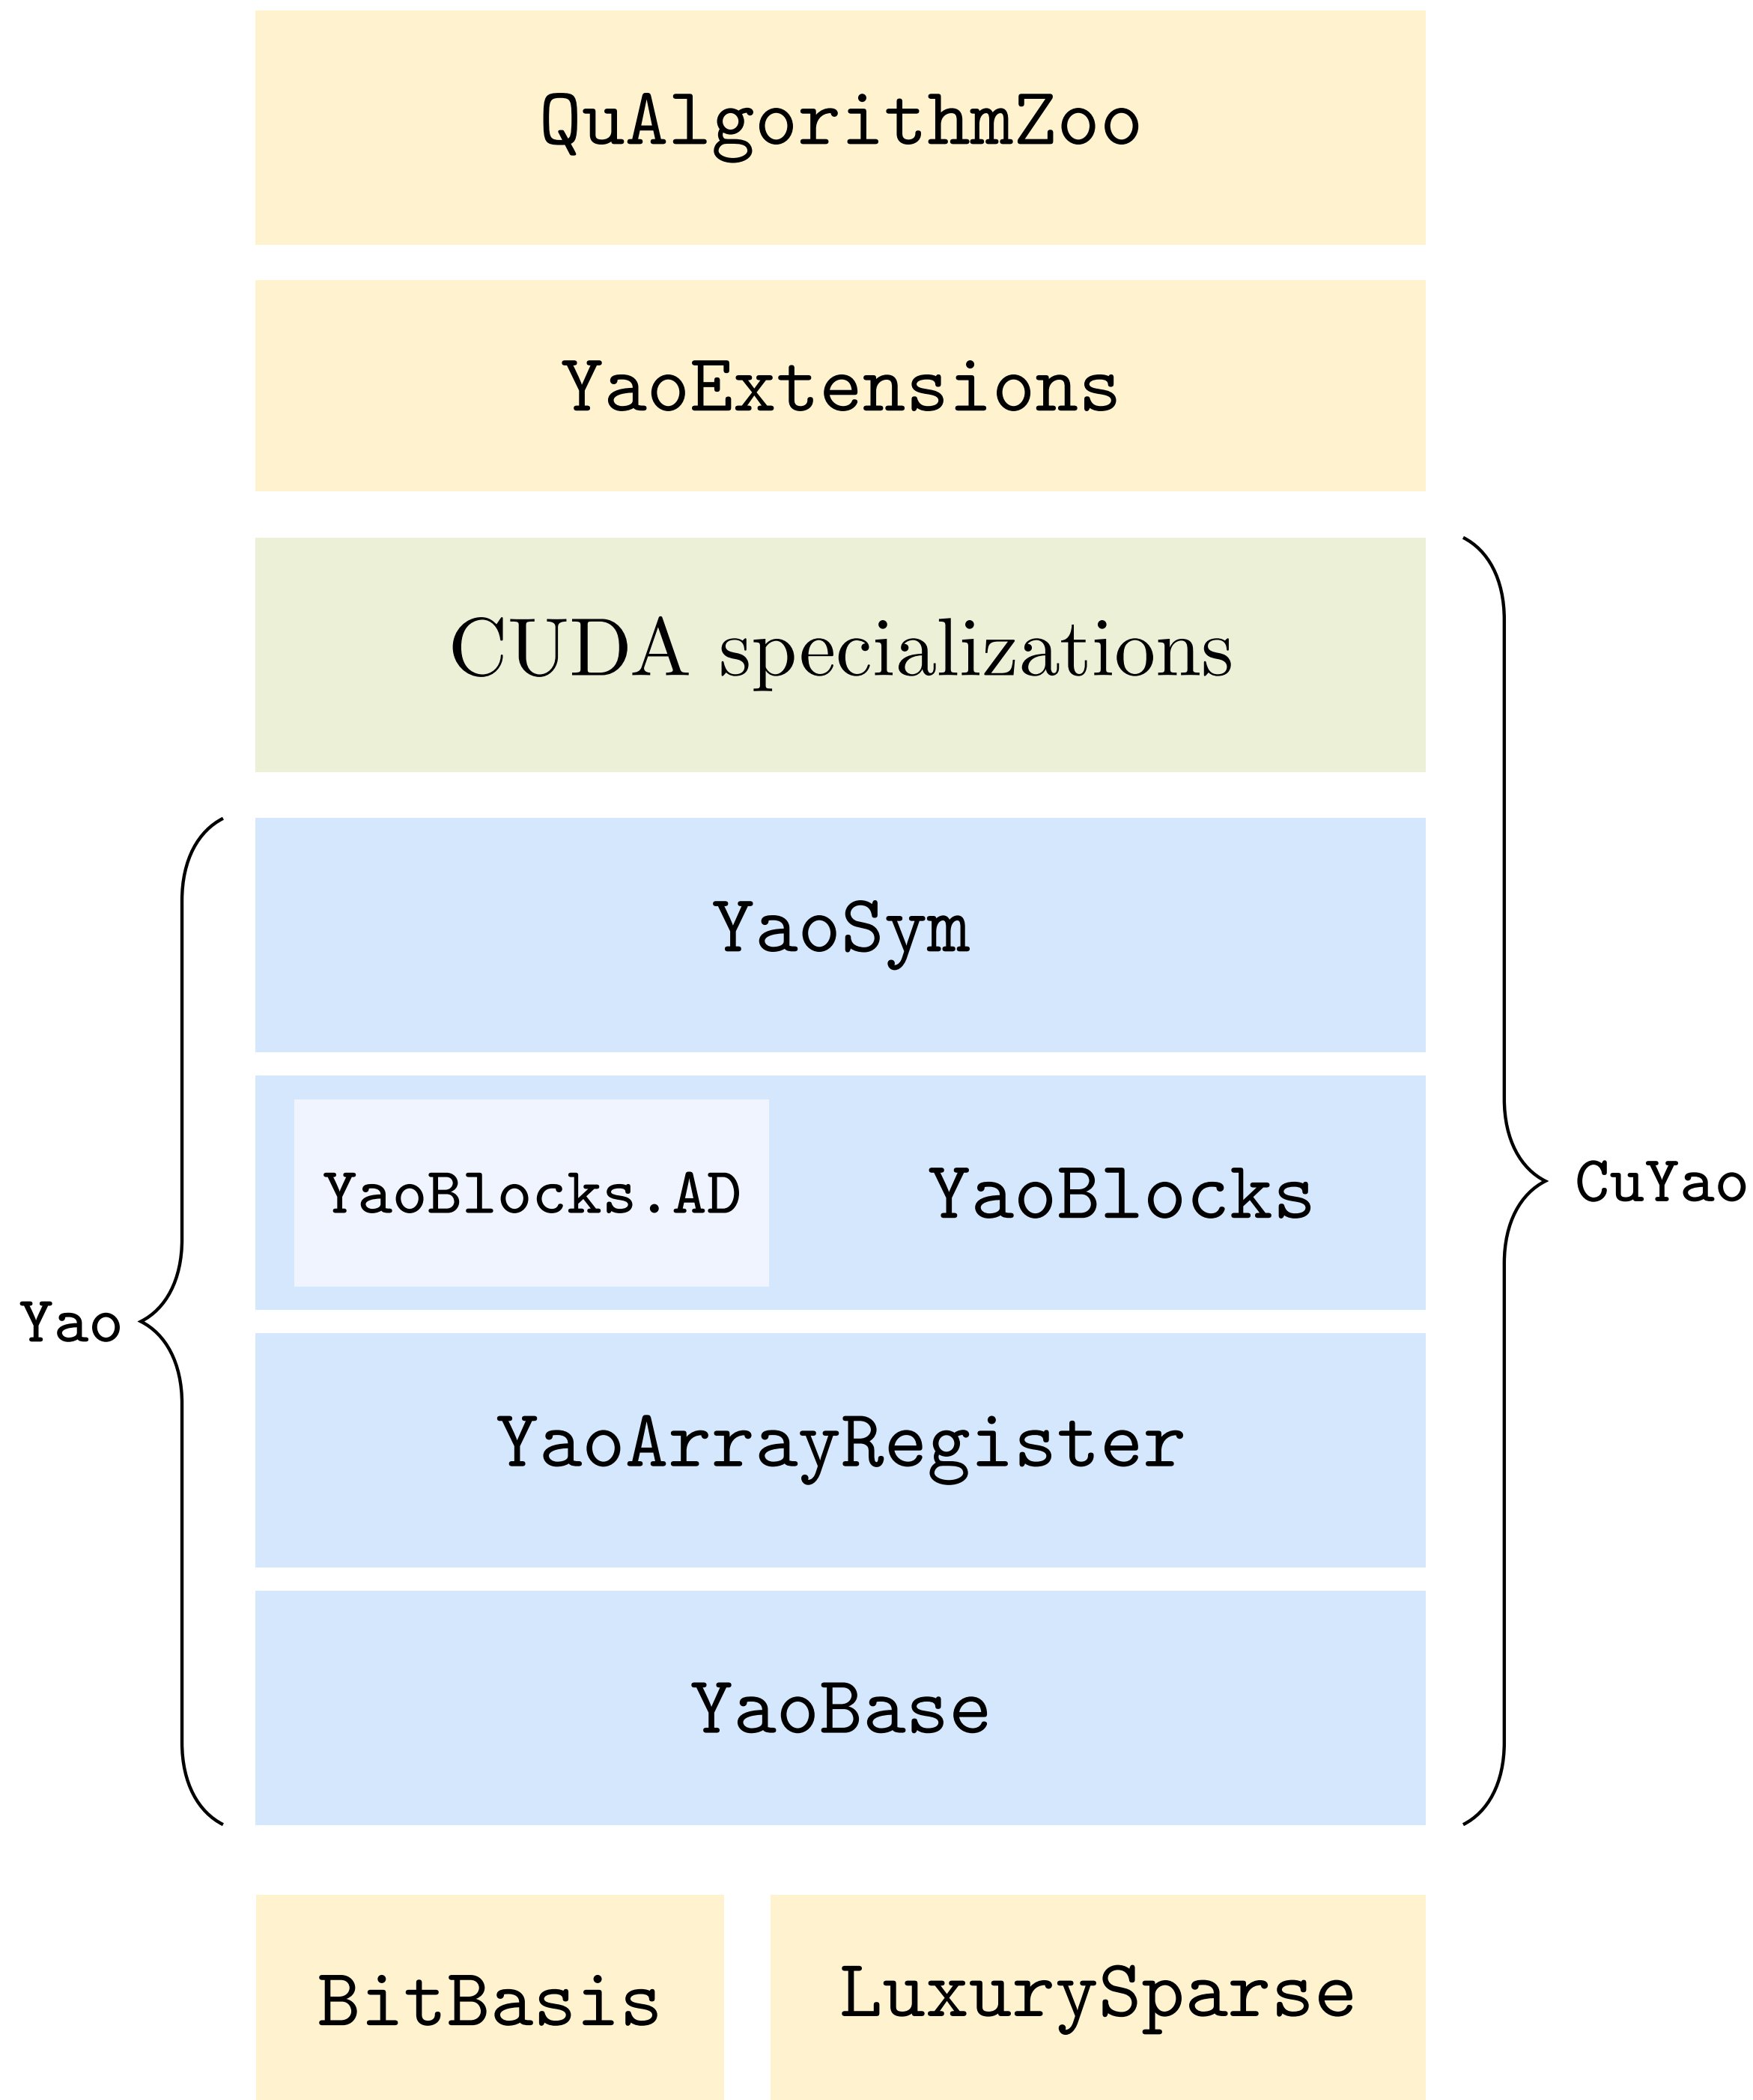 QuAlgorithmZoo
YaoExtensions
CUDA specializations
YaoSym
YaoBlocks.AD
YaoBlocks
CuYao
Yao
YaoArrayRegister
YaoBase
BitBasis
LuxurySparse